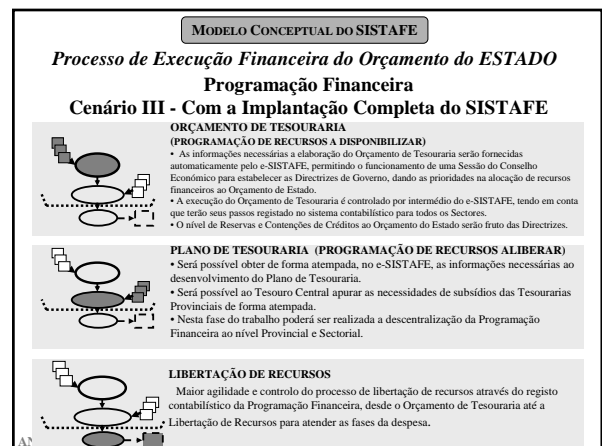 MODELO CONCEPTUAL DO SISTAFE
Processo de Execução Financeira do Orçamento do ESTADO
Programação Financeira
Cenário III - Com a Implantação Completa do SISTAFE
ORÇAMENTO DE TESOURARIA
(PROGRAMAÇÃO DE RECURSOS A DISPONIBILIZAR)
• As informações necessárias a elaboração do Orçamento de Tesouraria serão fornecidas
automaticamente pelo e-SISTAFE, permitindo o funcionamento de uma Sessão do Conselho
Económico para estabelecer as Directrizes de Governo, dando as prioridades na alocação de recursos
financeiros ao Orçamento de Estado.
• A execução do Orçamento de Tesouraria é controlado por intermédio do e-SISTAFE, tendo em conta
que terão seus passos registado no sistema contabilístico para todos os Sectores.
• O nível de Reservas e Contenções de Créditos ao Orçamento do Estado serão fruto das Directrizes.
PLANO DE TESOURARIA (PROGRAMAÇÃO DE RECURSOS ALIBERAR)
• Será possível obter de forma atempada, no e-SISTAFE, as informações necessárias ao
desenvolvimento do Plano de Tesouraria.
• Será possível ao Tesouro Central apurar as necessidades de subsídios das Tesourarias
Provinciais de forma atempada.
• Nesta fase do trabalho poderá ser realizada a descentralização da Programação
Financeira ao nível Provincial e Sectorial.
LIBERTAÇÃO DE RECURSOS
Maior agilidade e controlo do processo de libertação de recursos através do registo
contabilístico da Programação Financeira, desde o Orçamento de Tesouraria até a
Libertação de Recursos para atender as fases da despesa.